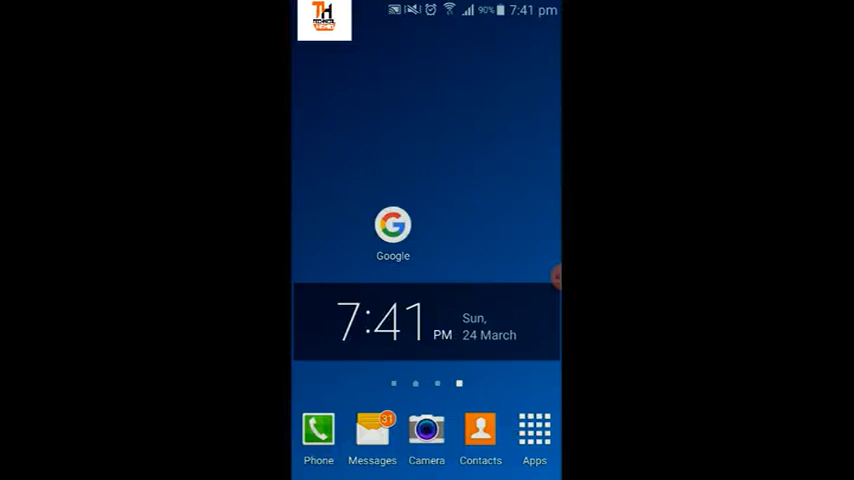 TH
90%
7:41 pm
Google
7:41 PM
Sun,
24 March
31
Phone
Messages
Camera
Contacts
Apps